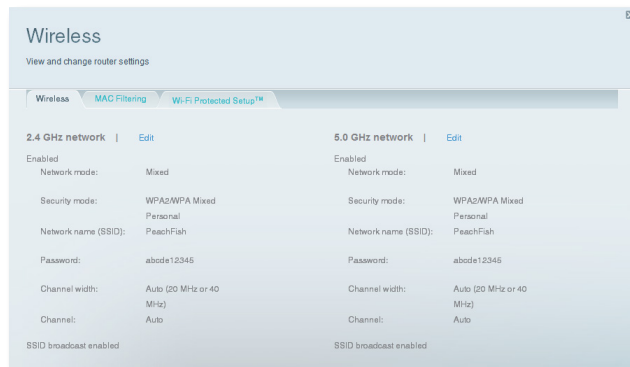 Wireless
View and change router settings
Wireless
MAC Filtering
Wi-Fi Protected Setup™
2.4 GHz network | Edit
Enabled
Network mode: Mixed
Security mode: WPA2/WPA Mixed
Personal
Network name (SSID): PeachFish
Password: abcde12345
Channel width: Auto (20 MHz or 40
MHz)
Channel: Auto
SSID broadcast enabled
5.0 GHz network | Edit
Enabled
Network mode: Mixed
Security mode: WPA2/WPA Mixed
Personal
Network name (SSID): PeachFish
Password: abcde12345
Channel width: Auto (20 MHz or 40
MHz)
Channel: Auto
SSID broadcast enabled